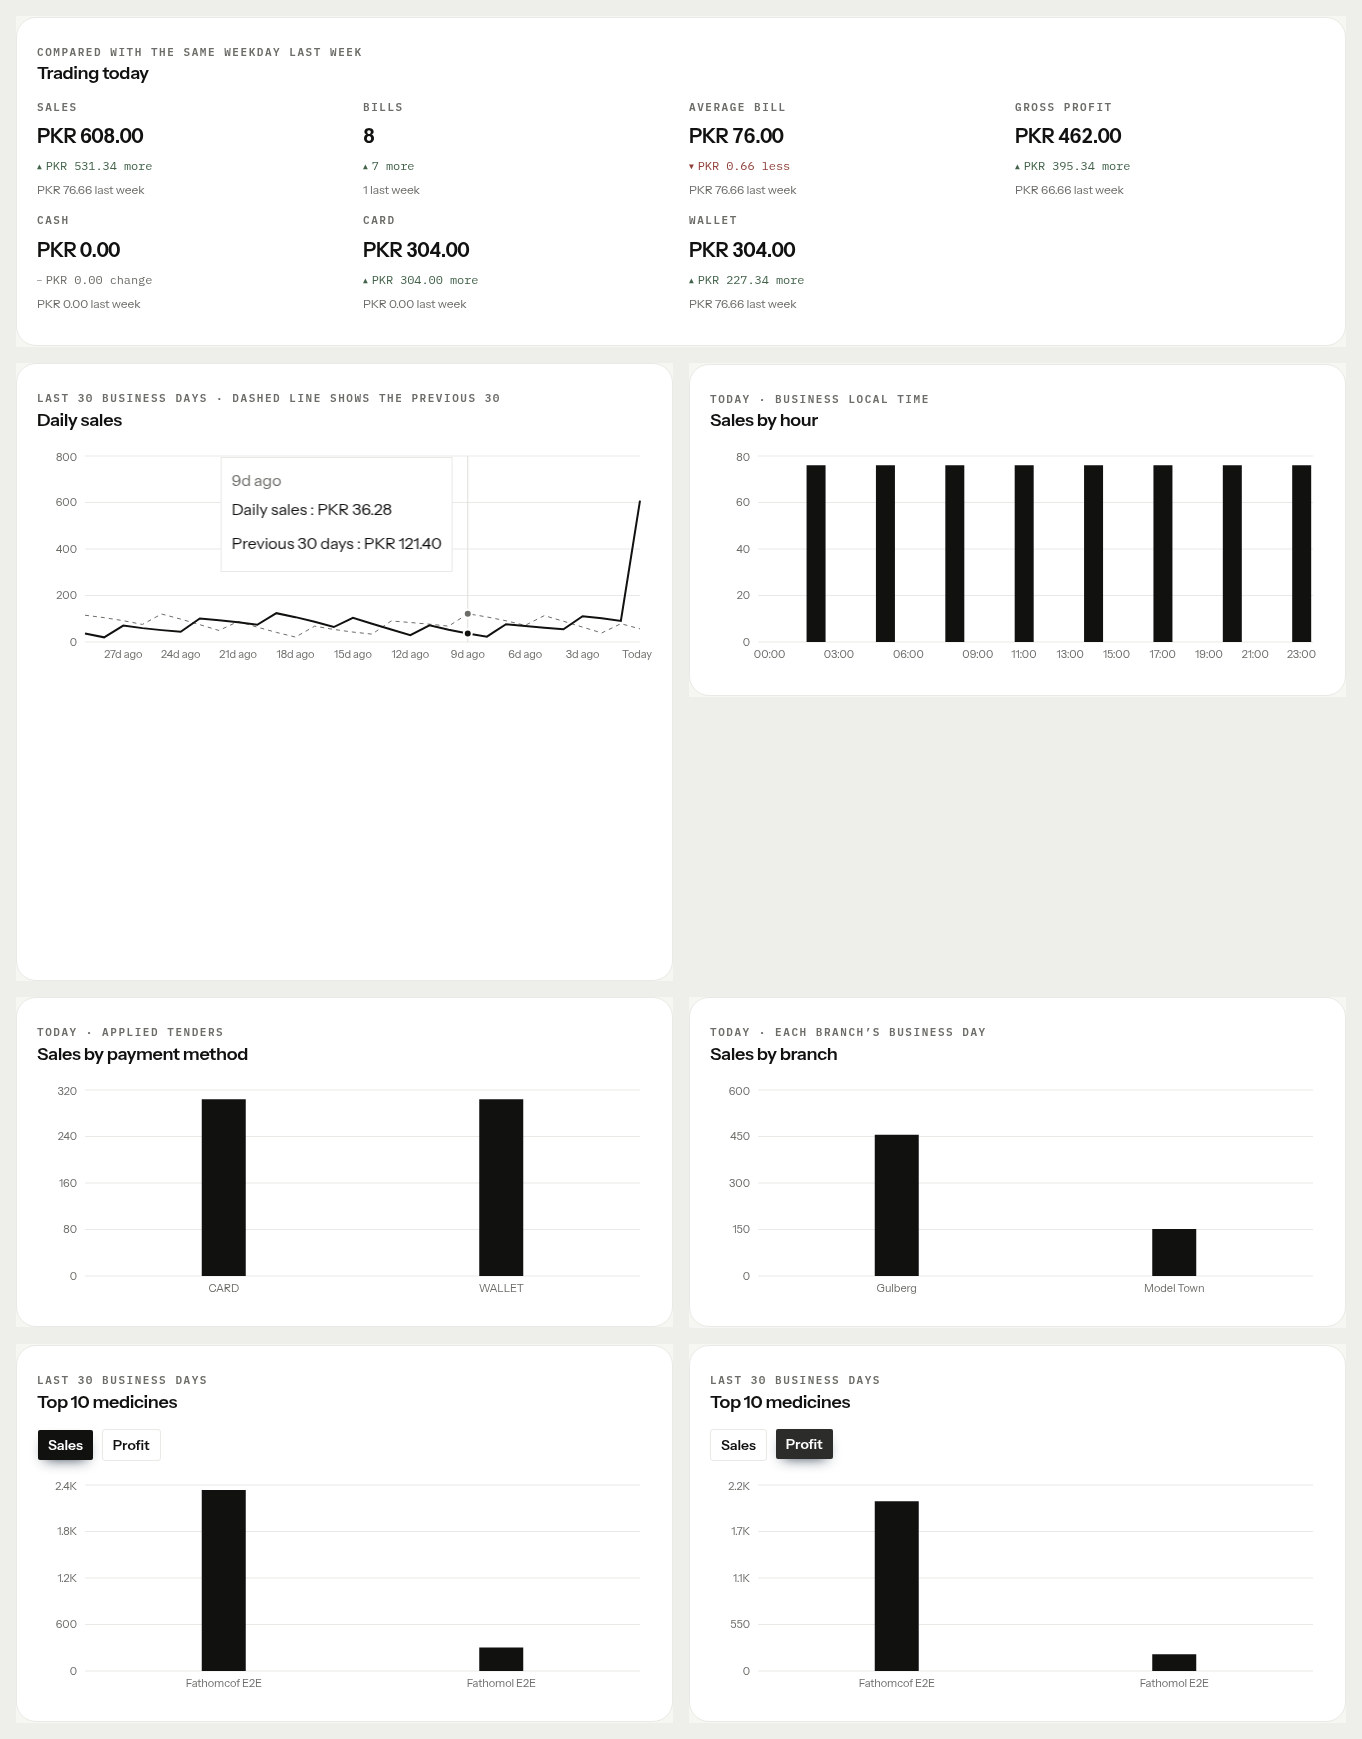 COMPARED WITH THE SAME WEEKDAY LAST WEEK
Trading today
SALES
PKR 608.00
▴ PKR 531.34 more
PKR 76.66 last week
BILLS
8
▴ 7 more
1 last week
AVERAGE BILL
PKR 76.00
▾ PKR 0.66 less
PKR 76.66 last week
GROSS PROFIT
PKR 462.00
▴ PKR 395.34 more
PKR 66.66 last week
CASH
PKR 0.00
– PKR 0.00 change
PKR 0.00 last week
CARD
PKR 304.00
▴ PKR 304.00 more
PKR 0.00 last week
WALLET
PKR 304.00
▴ PKR 227.34 more
PKR 76.66 last week
LAST 30 BUSINESS DAYS · DASHED LINE SHOWS THE PREVIOUS 30
Daily sales
800
600
400
200
0
9d ago
Daily sales : PKR 36.28
Previous 30 days : PKR 121.40
27d ago 24d ago 21d ago 18d ago 15d ago 12d ago 9d ago 6d ago 3d ago Today
TODAY · BUSINESS LOCAL TIME
Sales by hour
80
60
40
20
0
00:00 03:00 06:00 09:00 11:00 13:00 15:00 17:00 19:00 21:00 23:00
TODAY · APPLIED TENDERS
Sales by payment method
320
240
160
80
0
CARD WALLET
TODAY · EACH BRANCH’S BUSINESS DAY
Sales by branch
600
450
300
150
0
Gulberg Model Town
LAST 30 BUSINESS DAYS
Top 10 medicines
Sales Profit
2.4K
1.8K
1.2K
600
0
Fathomcof E2E Fathomol E2E
LAST 30 BUSINESS DAYS
Top 10 medicines
Sales Profit
2.2K
1.7K
1.1K
550
0
Fathomcof E2E Fathomol E2E